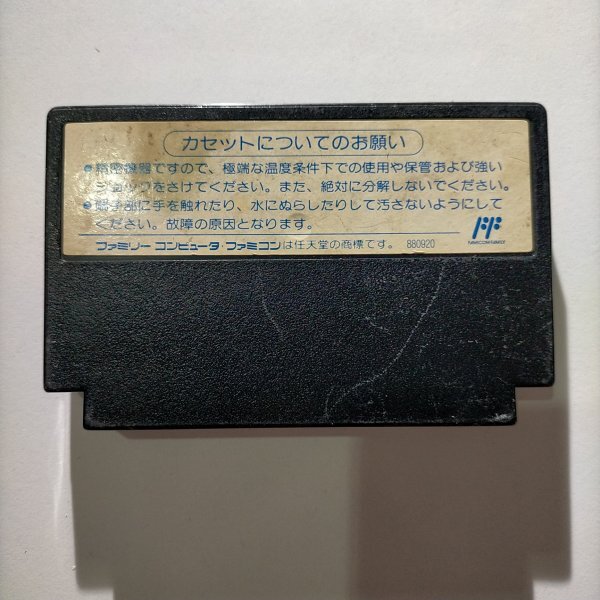 カセットについてのお願い
●精密機器ですので、極端な温度条件下での使用や保管および強い
ショックをさけてください。また、絶対に分解しないでください。
●端子部に手を触れたり、水にぬらしたりして汚さないようにして
ください。故障の原因となります。
ファミリー コンピュータ・ファミコンは任天堂の商標です。 880920
FAMICOM FAMILY